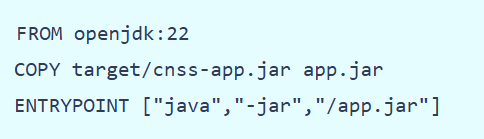 FROM openjdk:22
COPY target/cnss-app.jar app.jar
ENTRYPOINT ["java","-jar","/app.jar"]